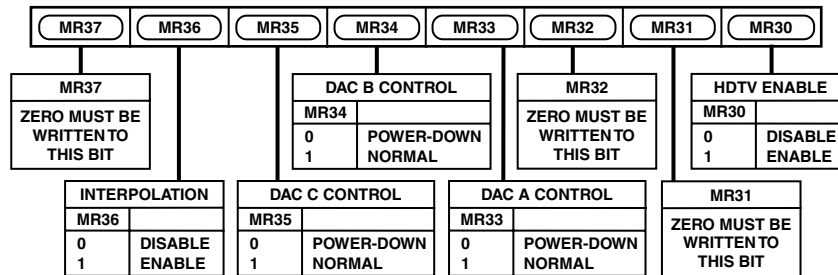 MR37 MR36 MR35 MR34 MR33 MR32 MR31 MR30
MR37
ZERO MUST BE
WRITTEN TO
THIS BIT
DAC B CONTROL
MR34
0 POWER-DOWN
1 NORMAL
MR32
ZERO MUST BE
WRITTEN TO
THIS BIT
HDTV ENABLE
MR30
0 DISABLE
1 ENABLE
INTERPOLATION
MR36
0 DISABLE
1 ENABLE
DAC C CONTROL
MR35
0 POWER-DOWN
1 NORMAL
DAC A CONTROL
MR33
0 POWER-DOWN
1 NORMAL
MR31
ZERO MUST BE
WRITTEN TO
THIS BIT